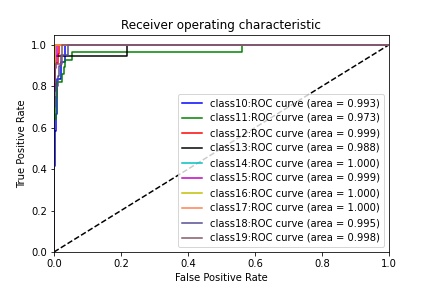 Receiver operating characteristic
1.0
0.8
0.6
0.4
0.2
0.0
True Positive Rate
class10:ROC curve (area = 0.993)
class11:ROC curve (area = 0.973)
class12:ROC curve (area = 0.999)
class13:ROC curve (area = 0.988)
class14:ROC curve (area = 1.000)
class15:ROC curve (area = 0.999)
class16:ROC curve (area = 1.000)
class17:ROC curve (area = 1.000)
class18:ROC curve (area = 0.995)
class19:ROC curve (area = 0.998)
0.0 0.2 0.4 0.6 0.8 1.0
False Positive Rate